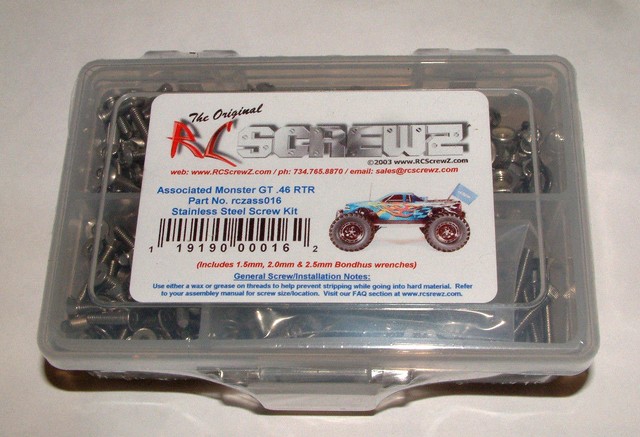 The Original
RC SCREWZ
©2003 www.RCScrewZ.com
web: www.RCScrewZ.com / ph: 734.765.8870 / email: sales@rcscrewz.com
Associated Monster GT .46 RTR
Part No. rczass016
Stainless Steel Screw Kit
1 19190 00016 2
(Includes 1.5mm, 2.0mm & 2.5mm Bondhus wrenches)
General Screw/Installation Notes:
Use either a wax or grease on threads to help prevent stripping while going into hard material. Refer
to your assembley manual for screw size/location. Visit our FAQ section at www.rcsrewz.com.